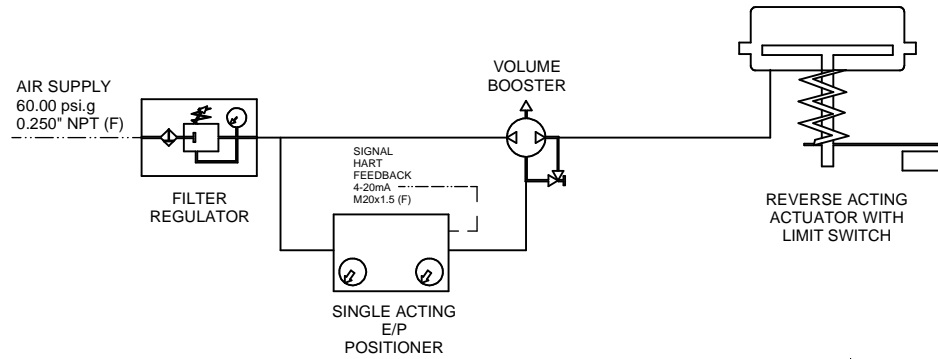 AIR SUPPLY
60.00 psi.g
0.250" NPT (F)
FILTER
REGULATOR
SIGNAL
HART
FEEDBACK
4-20mA
M20x1.5 (F)
SINGLE ACTING
E/P
POSITIONER
VOLUME
BOOSTER
REVERSE ACTING
ACTUATOR WITH
LIMIT SWITCH